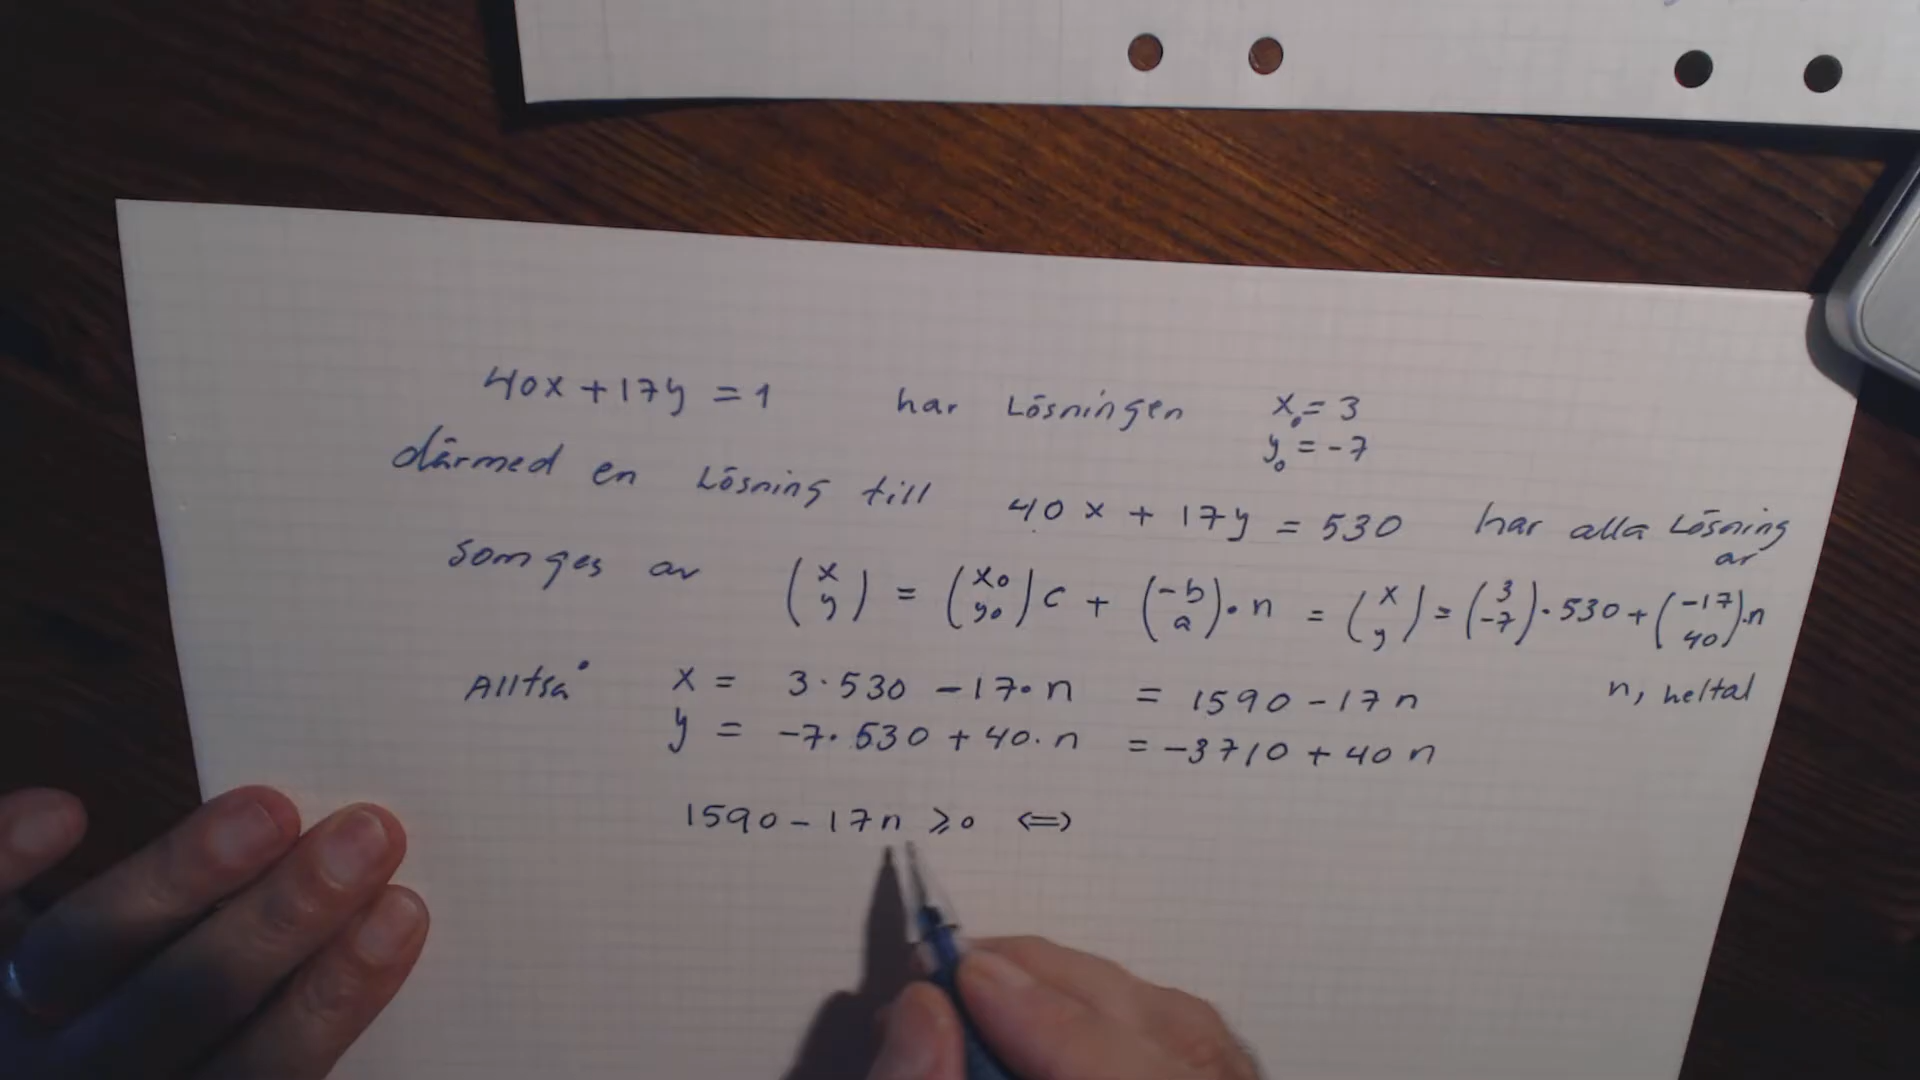 40x + 17y = 1 har Lösningen x₀ = 3
y₀ = -7
därmed en Lösning till 40x + 17y = 530 har alla Lösning
ar
som ges av (x y) = (x₀ y₀) c + (-b a) · n = (x y) = (3 -7) · 530 + (-17 40) · n
Alltså x = 3·530 - 17·n = 1590 - 17n n, heltal
y = -7·530 + 40·n = -3710 + 40n
1590 - 17n ⩾ 0 <=>